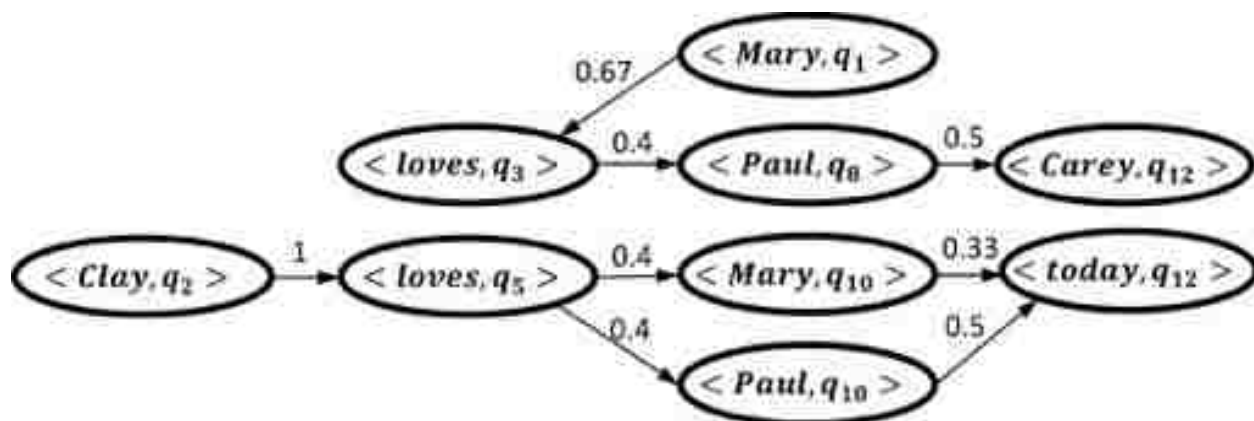 < Mary, q1 >
0.67
< loves, q3 > 0.4 < Paul, q8 > 0.5 < Carey, q12 >
< Clay, q2 > 1 < loves, q5 > 0.4 < Mary, q10 > 0.33 < today, q12 >
0.4 0.5
< Paul, q10 >